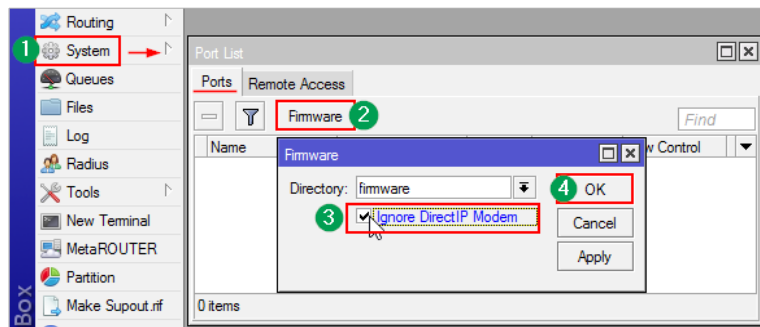 Routing
1 System
Queues
Files
Log
Radius
Tools
New Terminal
MetaROUTER
Partition
Make Supout.rif
Box
Port List
Ports Remote Access
Firmware 2 Find
Name w Control
Firmware
Directory: firmware 4 OK
3 Ignore DirectIP Modem Cancel
Apply
0 items